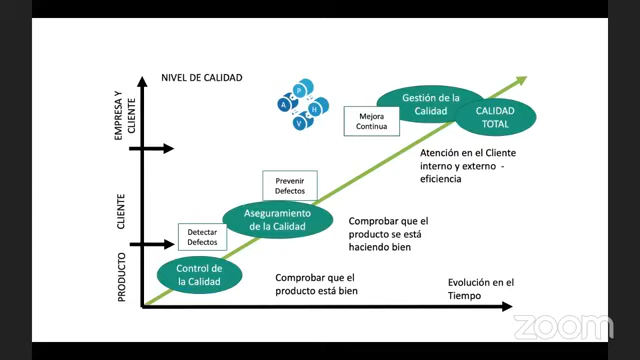 NIVEL DE CALIDAD
EMPRESA Y
CLIENTE
P
A
H
V
Gestión de la
Calidad
CALIDAD
TOTAL
Mejora
Continua
Atención en el Cliente
interno y externo -
eficiencia
CLIENTE
Prevenir
Defectos
Aseguramiento
de la Calidad
Comprobar que el
producto se está
haciendo bien
Detectar
Defectos
PRODUCTO
Control de
la Calidad
Comprobar que el
producto está bien
Evolución en el
Tiempo
zoom